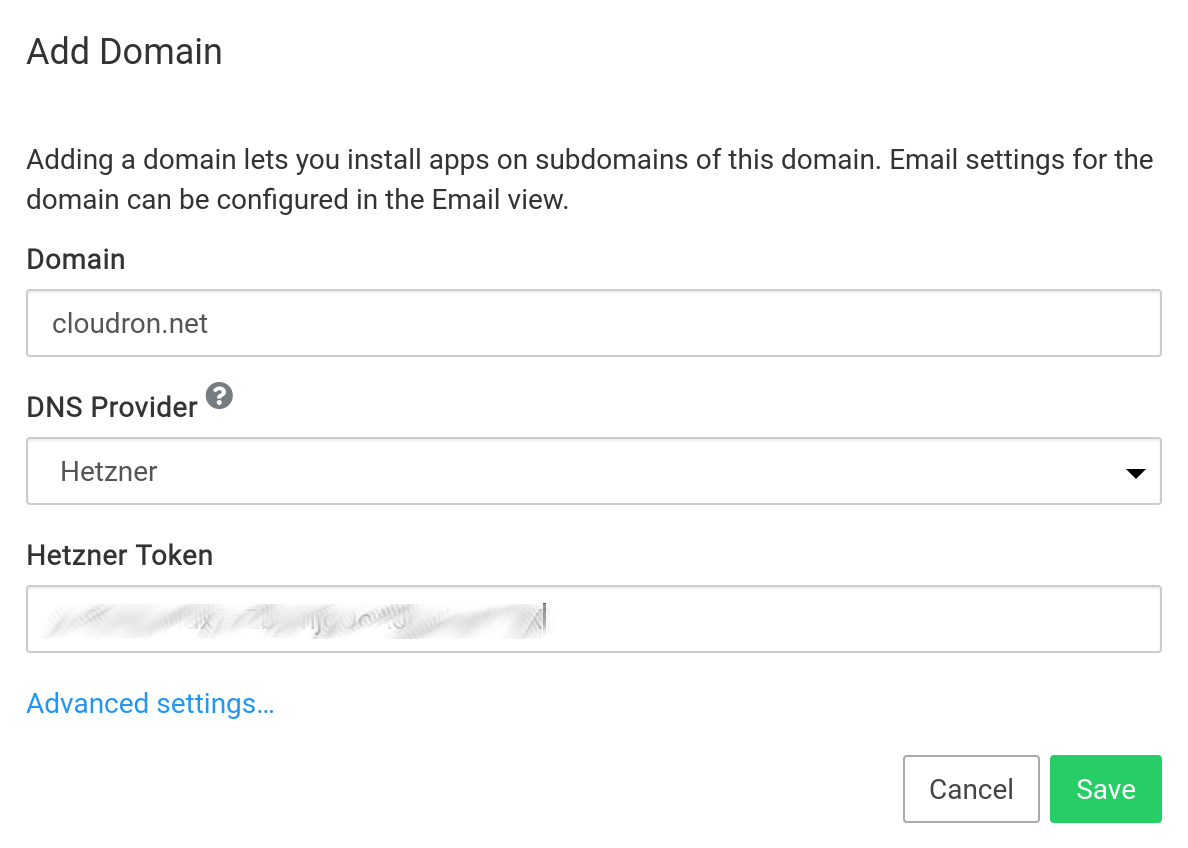 Add Domain
Adding a domain lets you install apps on subdomains of this domain. Email settings for the
domain can be configured in the Email view.
Domain
cloudron.net
DNS Provider ?
Hetzner
Hetzner Token
Advanced settings...
Cancel
Save